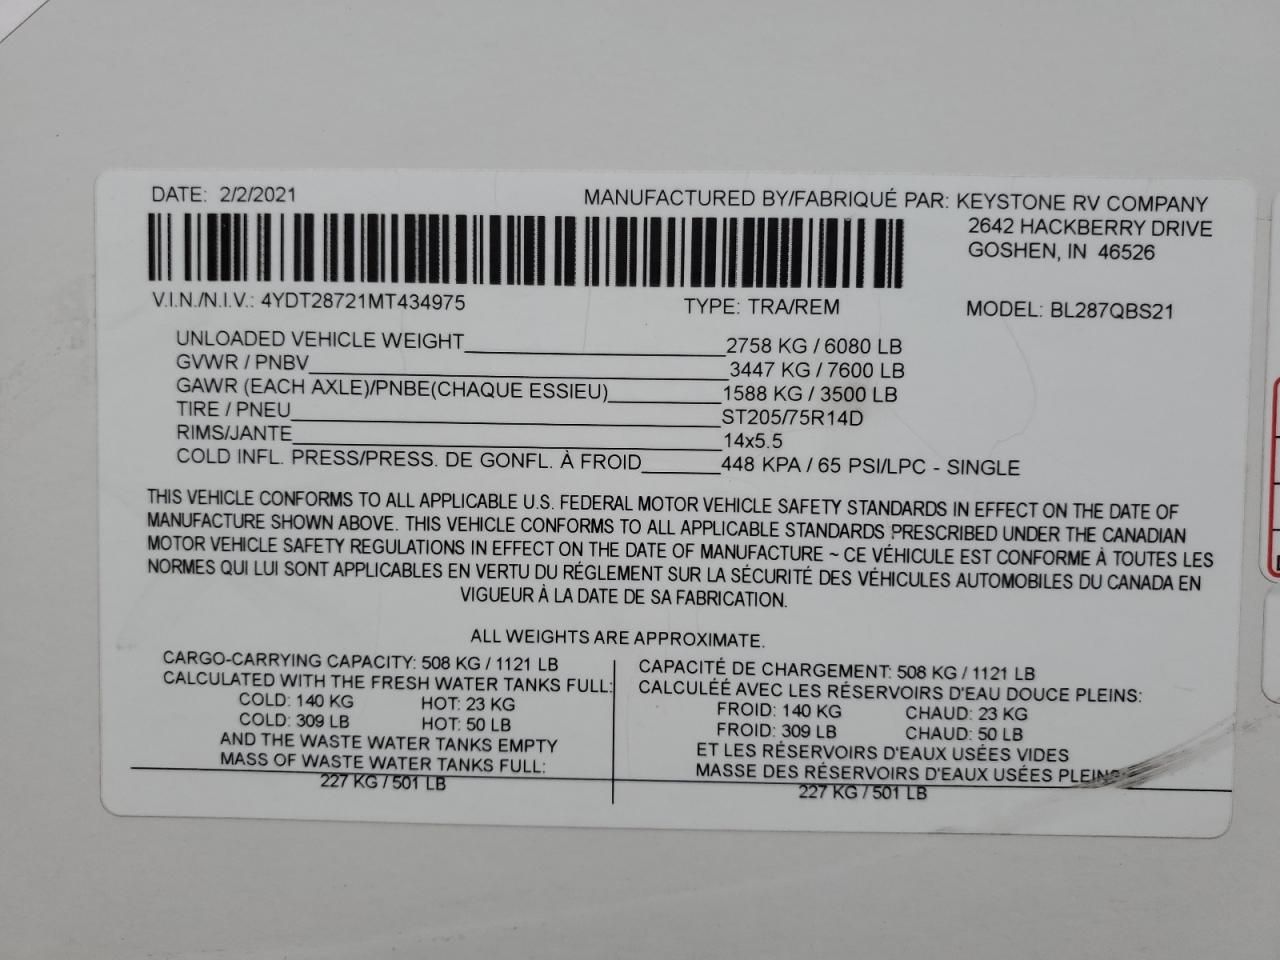 DATE: 2/2/2021
MANUFACTURED BY/FABRIQUÉ PAR: KEYSTONE RV COMPANY
2642 HACKBERRY DRIVE
GOSHEN, IN 46526
V.I.N./N.I.V.: 4YDT28721MT434975 TYPE: TRA/REM MODEL: BL287QBS21
UNLOADED VEHICLE WEIGHT 2758 KG / 6080 LB
GVWR / PNBV 3447 KG / 7600 LB
GAWR (EACH AXLE)/PNBE(CHAQUE ESSIEU) 1588 KG / 3500 LB
TIRE / PNEU ST205/75R14D
RIMS/JANTE 14x5.5
COLD INFL. PRESS/PRESS. DE GONFL. À FROID 448 KPA / 65 PSI/LPC - SINGLE
THIS VEHICLE CONFORMS TO ALL APPLICABLE U.S. FEDERAL MOTOR VEHICLE SAFETY STANDARDS IN EFFECT ON THE DATE OF
MANUFACTURE SHOWN ABOVE. THIS VEHICLE CONFORMS TO ALL APPLICABLE STANDARDS PRESCRIBED UNDER THE CANADIAN
MOTOR VEHICLE SAFETY REGULATIONS IN EFFECT ON THE DATE OF MANUFACTURE ~ CE VÉHICULE EST CONFORME À TOUTES LES
NORMES QUI LUI SONT APPLICABLES EN VERTU DU RÉGLEMENT SUR LA SÉCURITÉ DES VÉHICULES AUTOMOBILES DU CANADA EN
VIGUEUR À LA DATE DE SA FABRICATION.
ALL WEIGHTS ARE APPROXIMATE.
CARGO-CARRYING CAPACITY: 508 KG / 1121 LB
CALCULATED WITH THE FRESH WATER TANKS FULL:
COLD: 140 KG HOT: 23 KG
COLD: 309 LB HOT: 50 LB
AND THE WASTE WATER TANKS EMPTY
MASS OF WASTE WATER TANKS FULL:
227 KG / 501 LB
CAPACITÉ DE CHARGEMENT: 508 KG / 1121 LB
CALCULÉE AVEC LES RÉSERVOIRS D'EAU DOUCE PLEINS:
FROID: 140 KG CHAUD: 23 KG
FROID: 309 LB CHAUD: 50 LB
ET LES RÉSERVOIRS D'EAUX USÉES VIDES
MASSE DES RÉSERVOIRS D'EAUX USÉES PLEINS:
227 KG / 501 LB